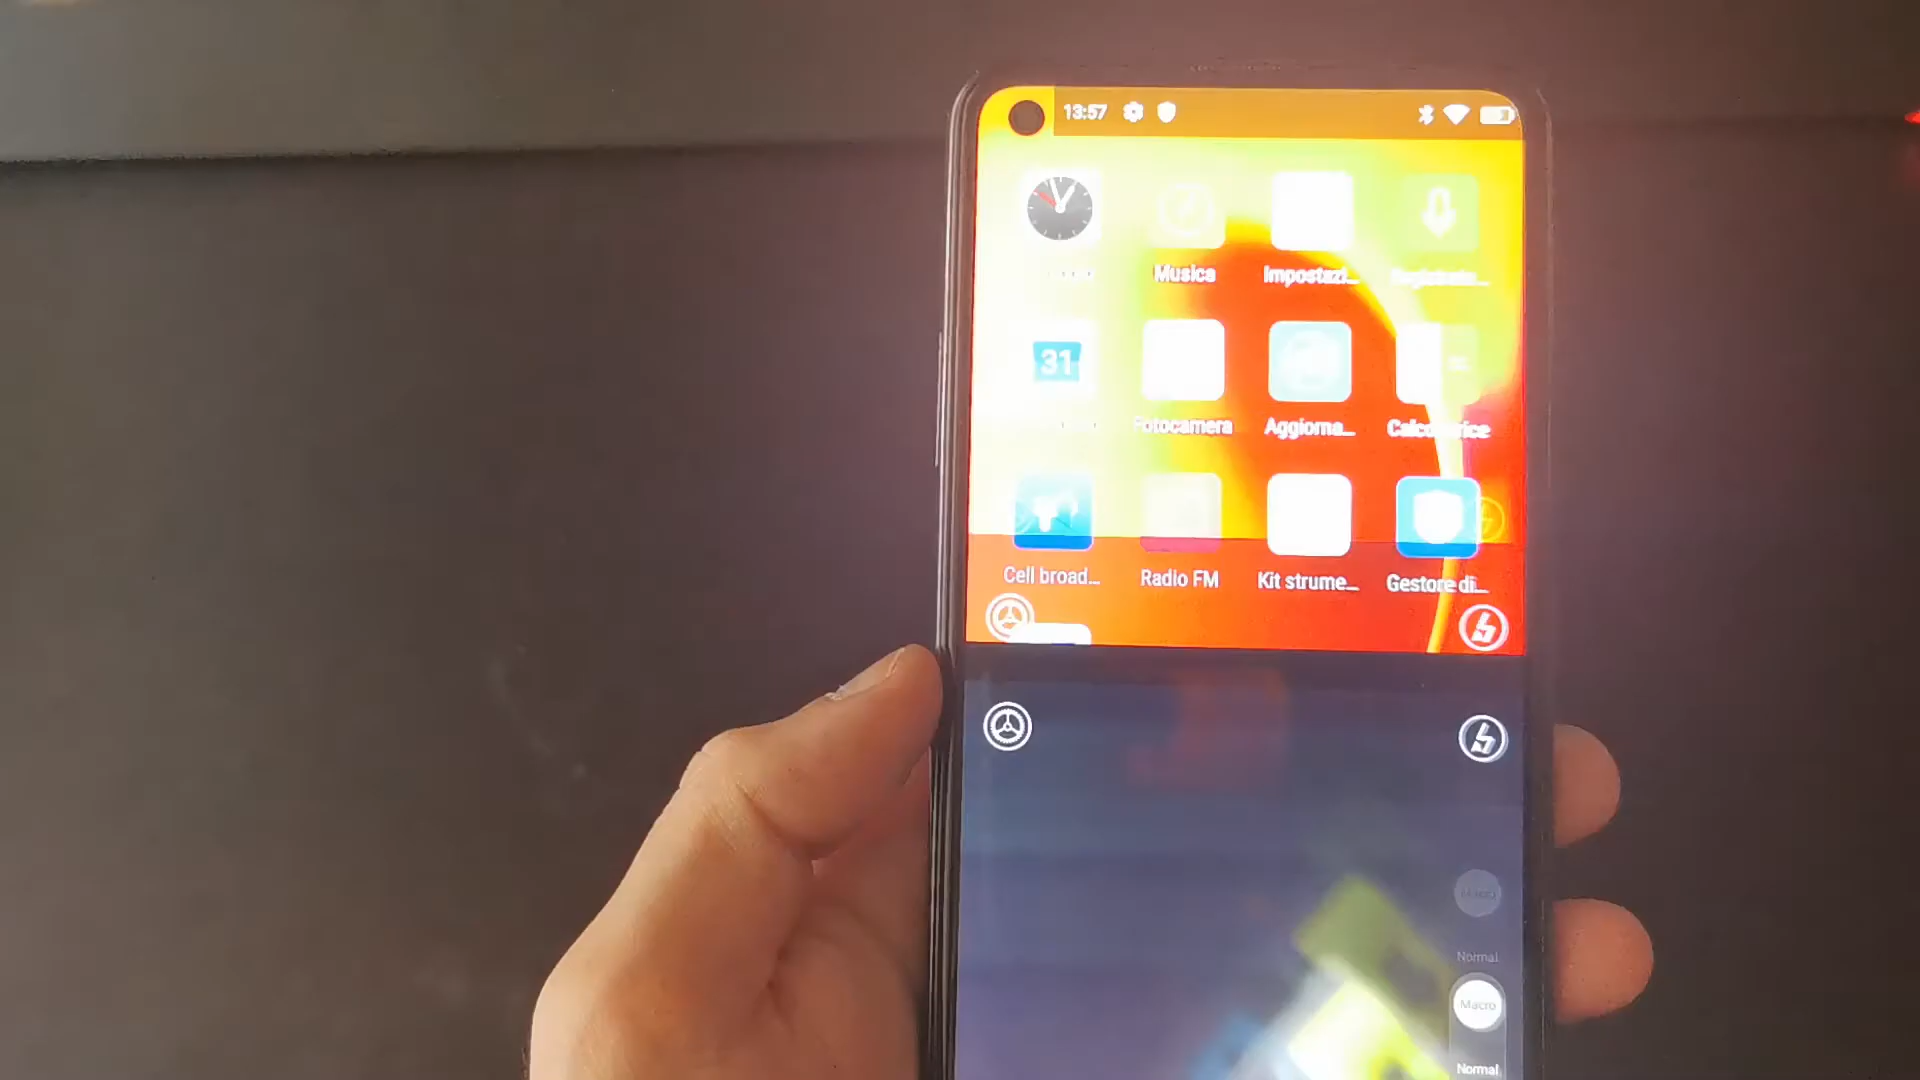 13:57
Musica Impostazi...
31
Fotocamera Aggiorna... Calcolatrice
Cell broad... Radio FM Kit strume... Gestore di...
Macro
Normal
Macro
Normal